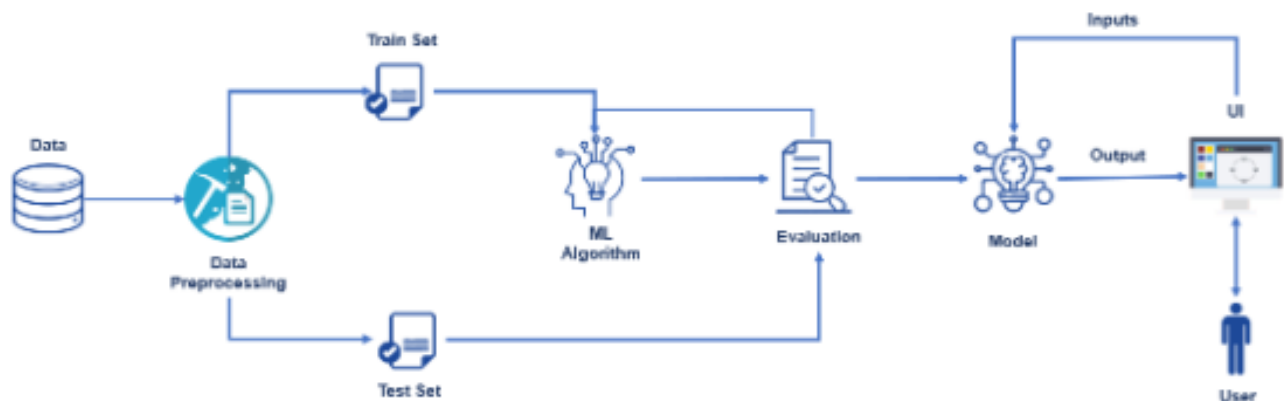 Inputs
Train Set
UI
Data
Output
ML
Algorithm
Evaluation
Model
Data
Preprocessing
Test Set
User